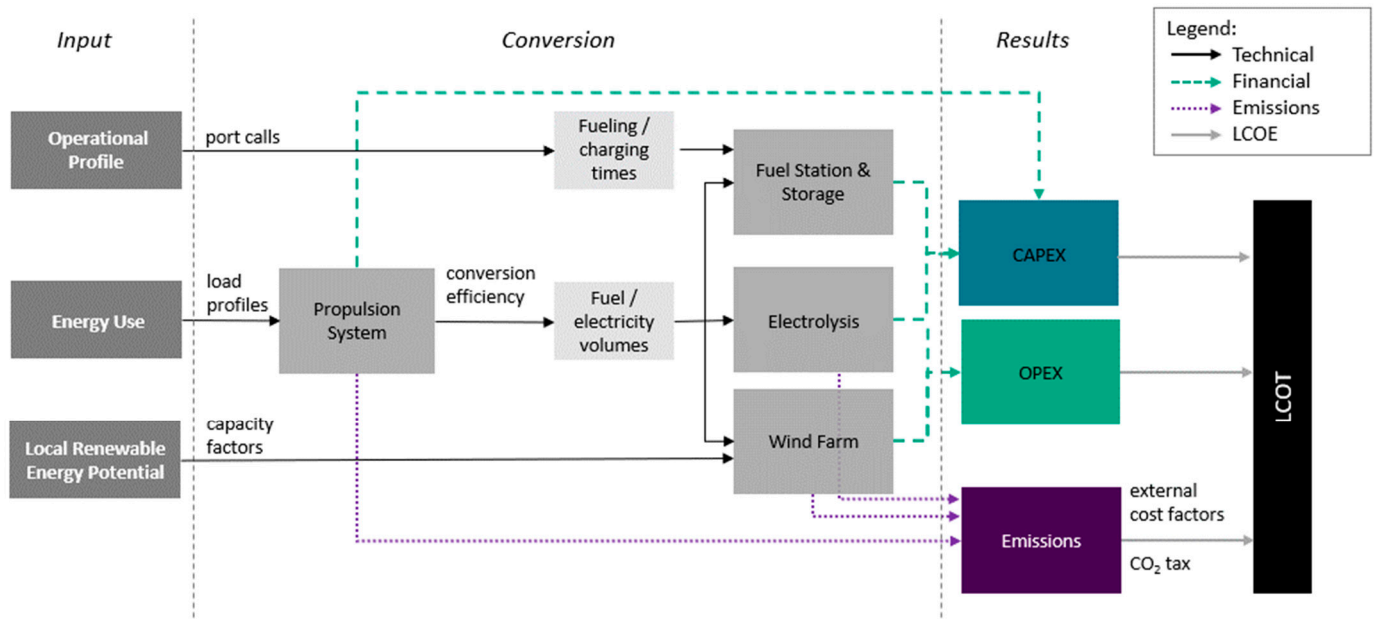 Input
Conversion
Results
Legend:
Technical
Financial
Emissions
LCOE
Operational
Profile
port calls
Fueling /
charging
times
Fuel Station &
Storage
CAPEX
Energy Use
load
profiles
Propulsion
System
conversion
efficiency
Fuel /
electricity
volumes
Electrolysis
OPEX
LCOT
Local Renewable
Energy Potential
capacity
factors
Wind Farm
Emissions
external
cost factors
CO₂ tax